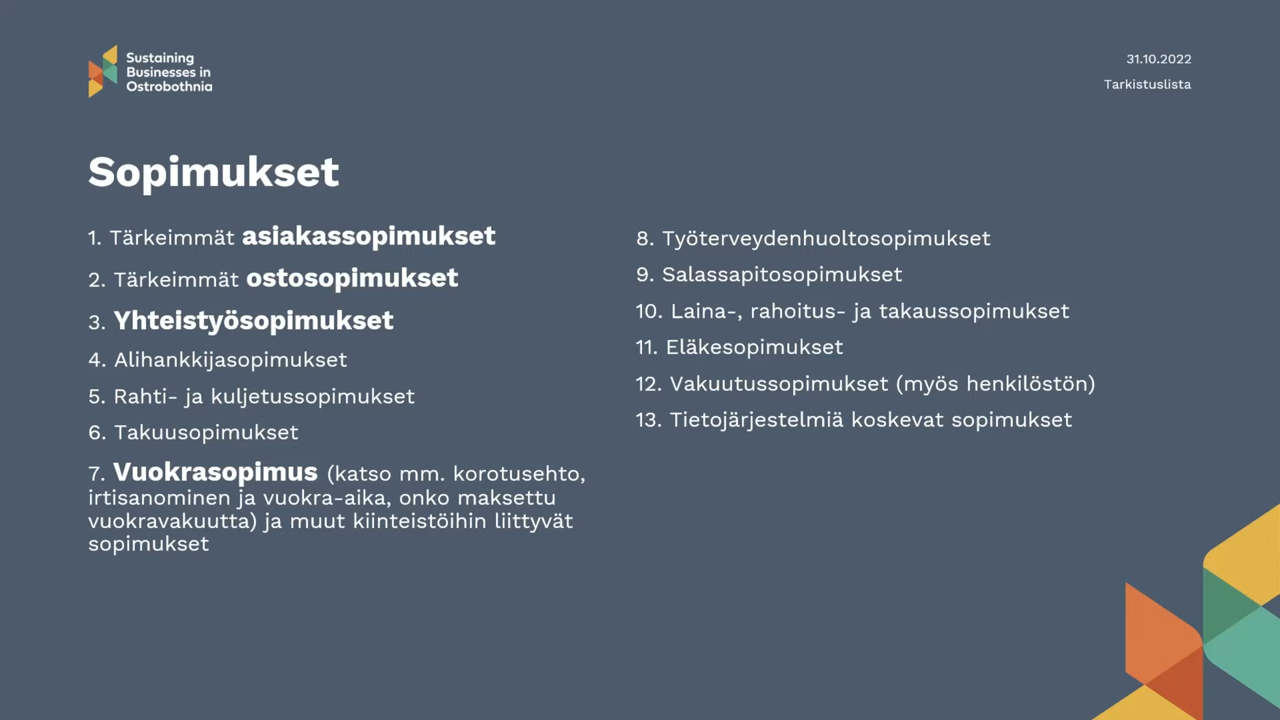 Sustaining
Businesses in
Ostrobothnia
31.10.2022
Tarkistuslista
Sopimukset
1. Tärkeimmät asiakassopimukset
2. Tärkeimmät ostosopimukset
3. Yhteistyösopimukset
4. Alihankkijasopimukset
5. Rahti- ja kuljetussopimukset
6. Takuusopimukset
7. Vuokrasopimus (katso mm. korotusehto,
irtisanominen ja vuokra-aika, onko maksettu
vuokravakuutta) ja muut kiinteistöihin liittyvät
sopimukset
8. Työterveydenhuoltosopimukset
9. Salassapitosopimukset
10. Laina-, rahoitus- ja takaussopimukset
11. Eläkesopimukset
12. Vakuutussopimukset (myös henkilöstön)
13. Tietojärjestelmiä koskevat sopimukset